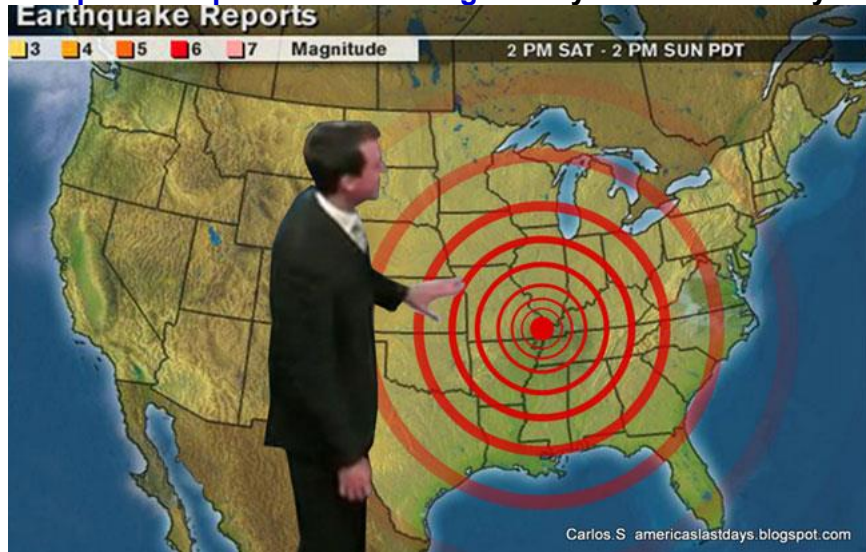 Earthquake Reports
3 4 5 6 7 Magnitude 2 PM SAT - 2 PM SUN PDT
Carlos.S americaslastdays.blogspot.com